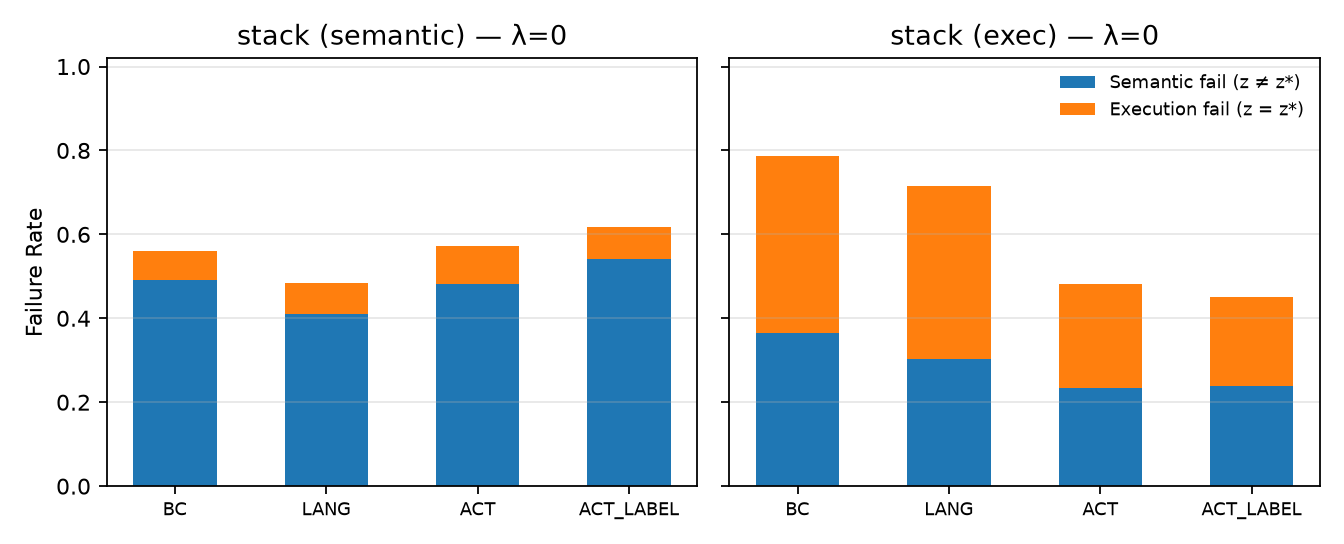 stack (semantic) — λ=0
stack (exec) — λ=0
Failure Rate
1.0
0.8
0.6
0.4
0.2
0.0
BC
LANG
ACT
ACT_LABEL
Semantic fail (z ≠ z*)
Execution fail (z = z*)
BC
LANG
ACT
ACT_LABEL